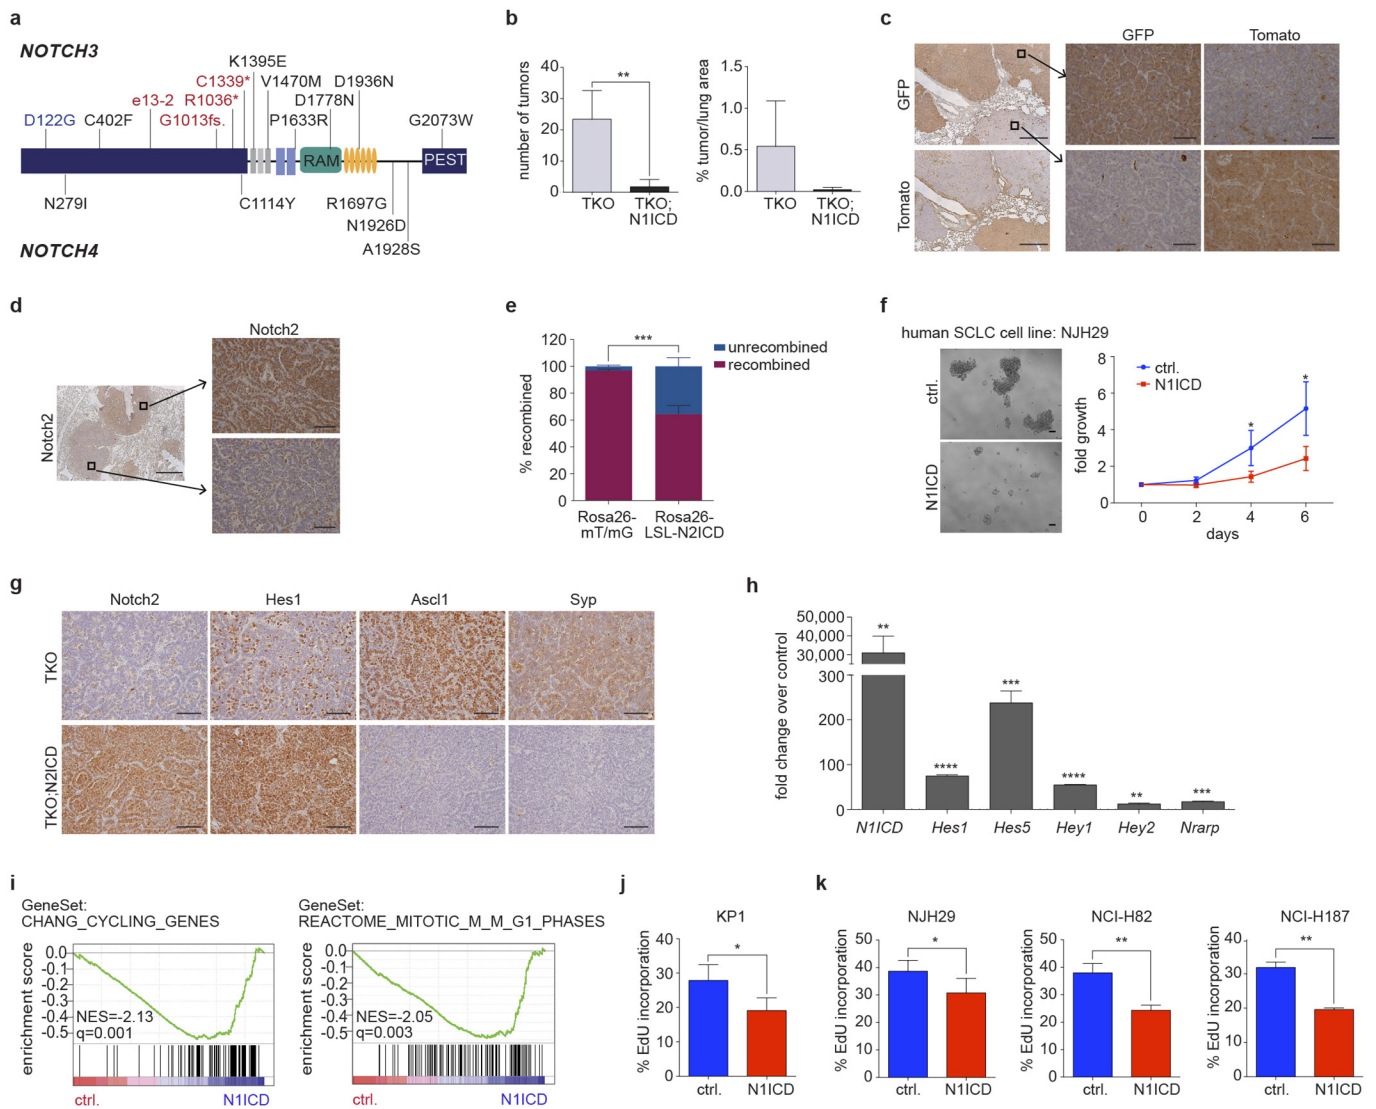 a
NOTCH3
K1395E
C1339* V1470M D1936N
e13-2 R1036* D1778N
D122G C402F G1013fs. P1633R G2073W
RAM PEST
N279I C1114Y R1697G
N1926D
NOTCH4 A1928S
b
number of tumors
40
30
20
10
0
**
TKO TKO;
N1ICD
% tumor/lung area
1.5
1.0
0.5
0.0
TKO TKO;
N1ICD
c
GFP Tomato
GFP
Tomato
d
Notch2
Notch2
e
% recombined
120
100
80
60
40
20
0
***
unrecombined
recombined
Rosa26- Rosa26-
mT/mG LSL-N2ICD
f
human SCLC cell line: NJH29
ctrl.
N1ICD
fold growth
8
6
4
2
0
ctrl.
N1ICD
*
*
0 2 4 6
days
g
Notch2 Hes1 Ascl1 Syp
TKO
TKO;N2ICD
h
fold change over control
50,000
40,000
30,000
300
200
100
0
** **** *** **** ** ***
N1ICD Hes1 Hes5 Hey1 Hey2 Nrarp
i
GeneSet:
CHANG_CYCLING_GENES
enrichment score
0.0
-0.1
-0.2
-0.3
-0.4
-0.5
NES=-2.13
q=0.001
ctrl. N1ICD
GeneSet:
REACTOME_MITOTIC_M_M_G1_PHASES
enrichment score
0.0
-0.1
-0.2
-0.3
-0.4
-0.5
NES=-2.05
q=0.003
ctrl. N1ICD
j
KP1
% EdU incorporation
40
30
20
10
0
*
ctrl. N1ICD
k
NJH29
% EdU incorporation
50
40
30
20
10
0
*
ctrl. N1ICD
NCI-H82
% EdU incorporation
50
40
30
20
10
0
**
ctrl. N1ICD
NCI-H187
% EdU incorporation
40
30
20
10
0
**
ctrl. N1ICD